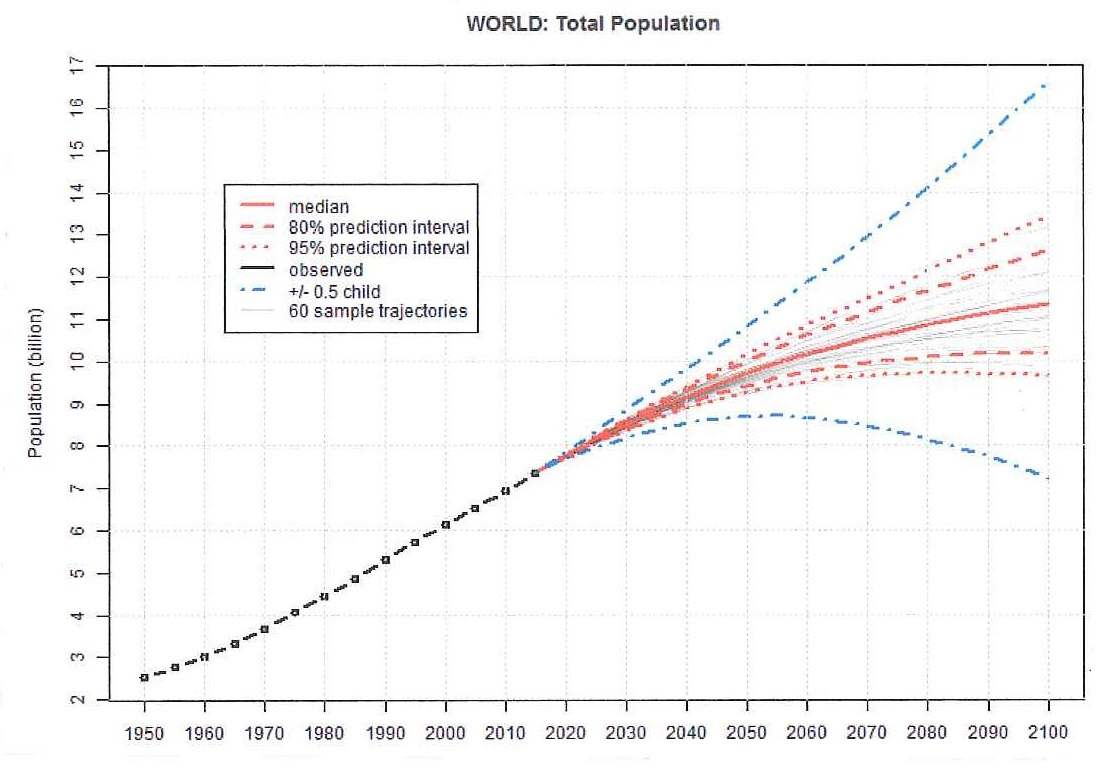 WORLD: Total Population
Population (billion)
17
16
15
14
13
12
11
10
9
8
7
6
5
4
3
2
median
80% prediction interval
95% prediction interval
observed
+/- 0.5 child
60 sample trajectories
1950 1960 1970 1980 1990 2000 2010 2020 2030 2040 2050 2060 2070 2080 2090 2100